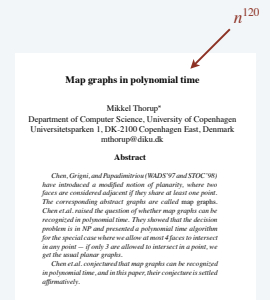 n120
Map graphs in polynomial time
Mikkel Thorup*
Department of Computer Science, University of Copenhagen
Universitetsparken 1, DK-2100 Copenhagen East, Denmark
mthorup@diku.dk
Abstract
Chen, Grigni, and Papadimitriou (WADS'97 and STOC'98)
have introduced a modified notion of planarity, where two
faces are considered adjacent if they share at least one point.
The corresponding abstract graphs are called map graphs.
Chen et.al. raised the question of whether map graphs can be
recognized in polynomial time. They showed that the decision
problem is in NP and presented a polynomial time algorithm
for the special case where we allow at most 4 faces to intersect
in any point — if only 3 are allowed to intersect in a point, we
get the usual planar graphs.
Chen et.al. conjectured that map graphs can be recognized
in polynomial time, and in this paper, their conjecture is settled
affirmatively.